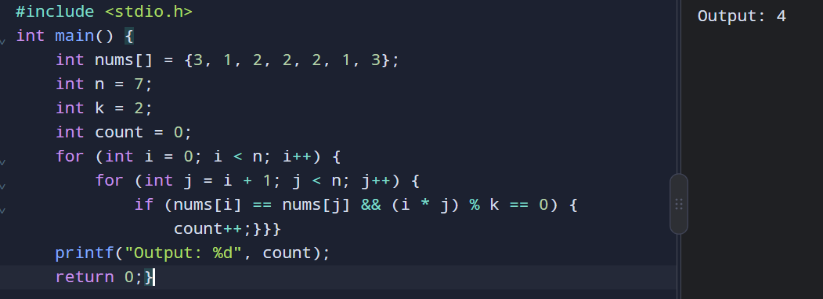 #include <stdio.h>
int main() {
    int nums[] = {3, 1, 2, 2, 2, 1, 3};
    int n = 7;
    int k = 2;
    int count = 0;
    for (int i = 0; i < n; i++) {
        for (int j = i + 1; j < n; j++) {
            if (nums[i] == nums[j] && (i * j) % k == 0) {
                count++;}}}
    printf("Output: %d", count);
    return 0;}
Output: 4